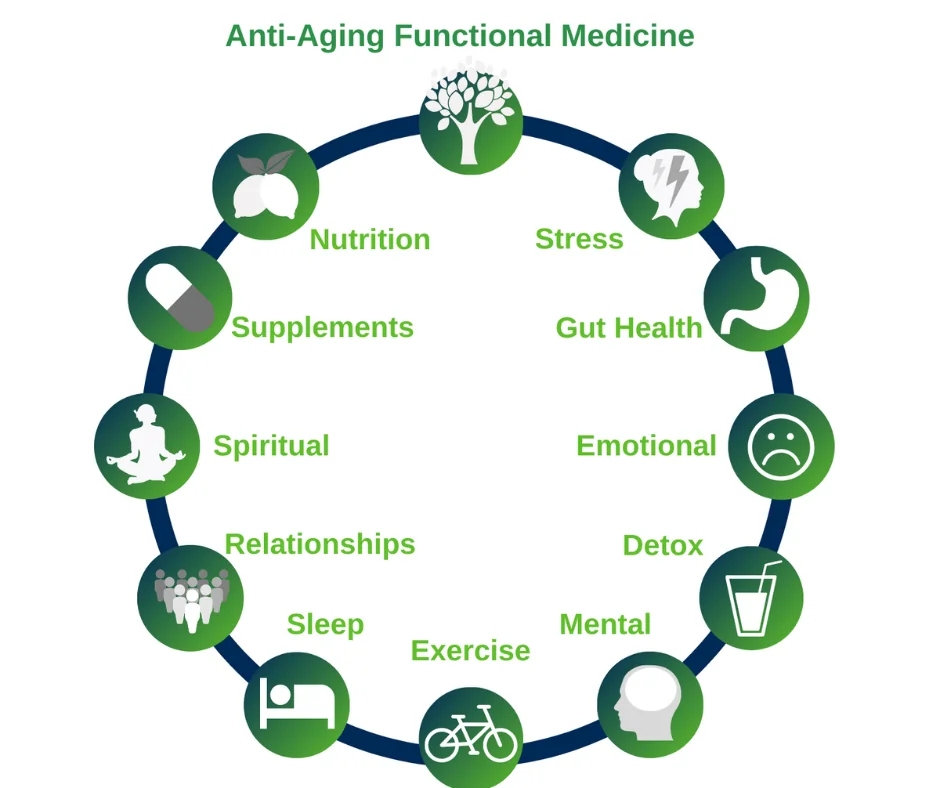 Anti-Aging Functional Medicine
Nutrition
Stress
Supplements
Gut Health
Spiritual
Emotional
Relationships
Detox
Sleep
Mental
Exercise